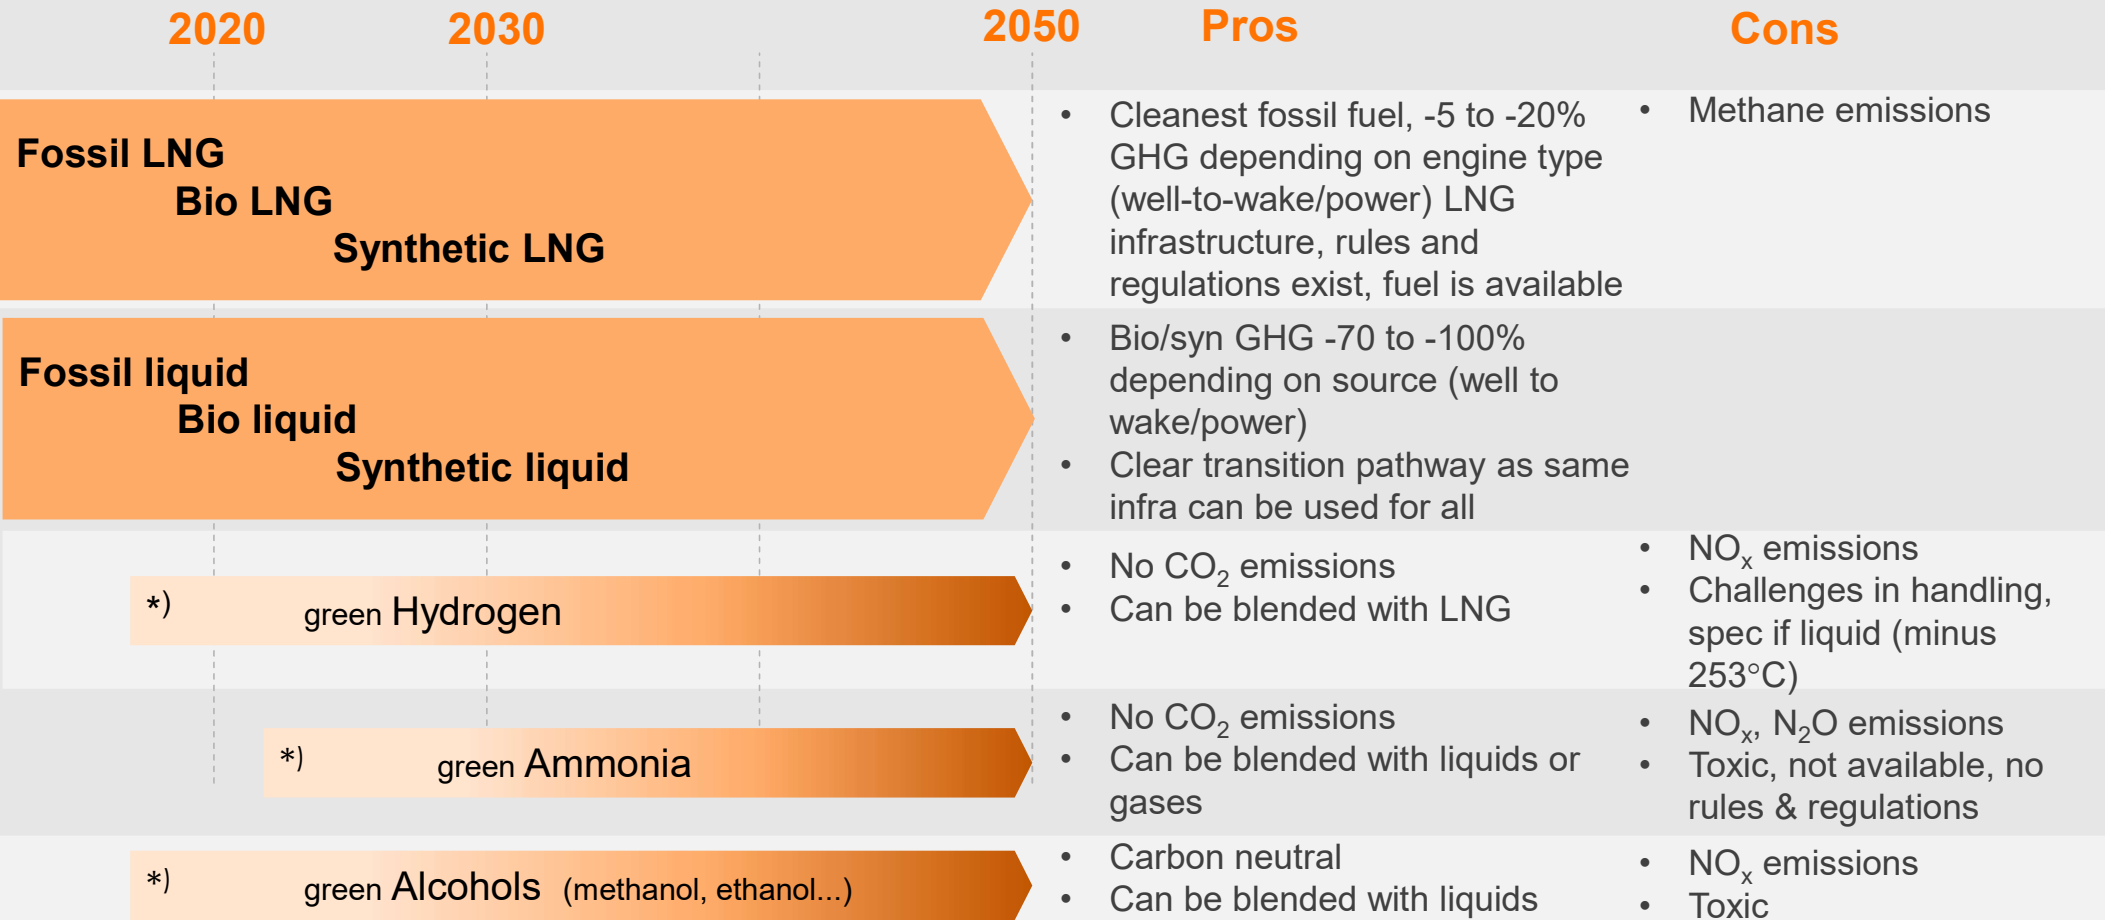 2020 2030 2050 Pros Cons
Fossil LNG
Bio LNG
Synthetic LNG
• Cleanest fossil fuel, -5 to -20%
GHG depending on engine type
(well-to-wake/power) LNG
infrastructure, rules and
regulations exist, fuel is available
• Methane emissions
Fossil liquid
Bio liquid
Synthetic liquid
• Bio/syn GHG -70 to -100%
depending on source (well to
wake/power)
• Clear transition pathway as same
infra can be used for all
*) green Hydrogen
• No CO₂ emissions
• Can be blended with LNG
• NOₓ emissions
• Challenges in handling,
spec if liquid (minus
253°C)
*) green Ammonia
• No CO₂ emissions
• Can be blended with liquids or
gases
• NOₓ, N₂O emissions
• Toxic, not available, no
rules & regulations
*) green Alcohols (methanol, ethanol...)
• Carbon neutral
• Can be blended with liquids
• NOₓ emissions
• Toxic